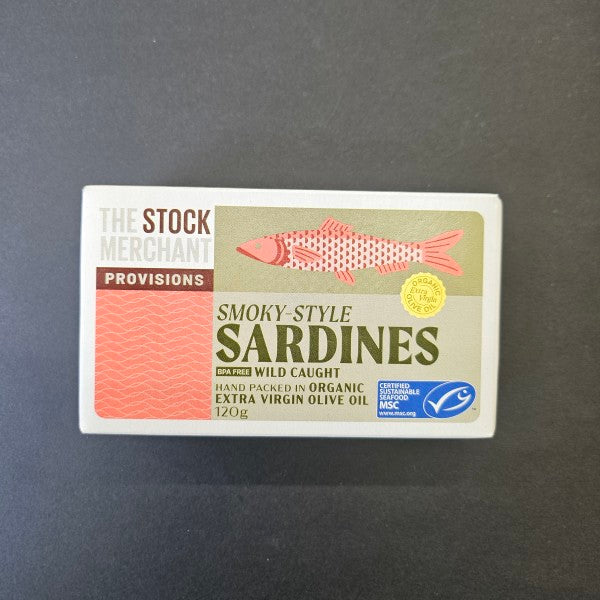 THE STOCK
MERCHANT
PROVISIONS
ORGANIC
Extra Virgin
OLIVE OIL
SMOKY-STYLE
SARDINES
BPA FREE WILD CAUGHT
HAND PACKED IN ORGANIC
EXTRA VIRGIN OLIVE OIL
120g
CERTIFIED
SUSTAINABLE
SEAFOOD
MSC
www.msc.org
TM